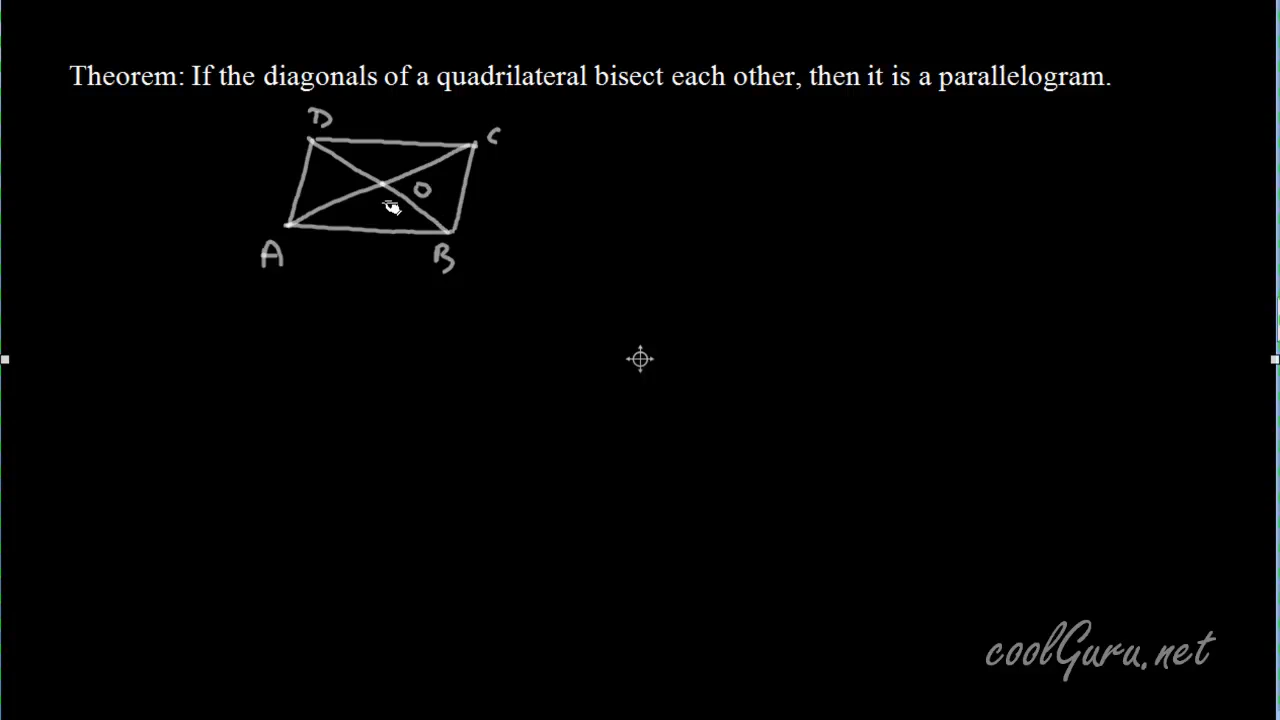 Theorem: If the diagonals of a quadrilateral bisect each other, then it is a parallelogram.
D
C
O
A
B
coolGuru.net